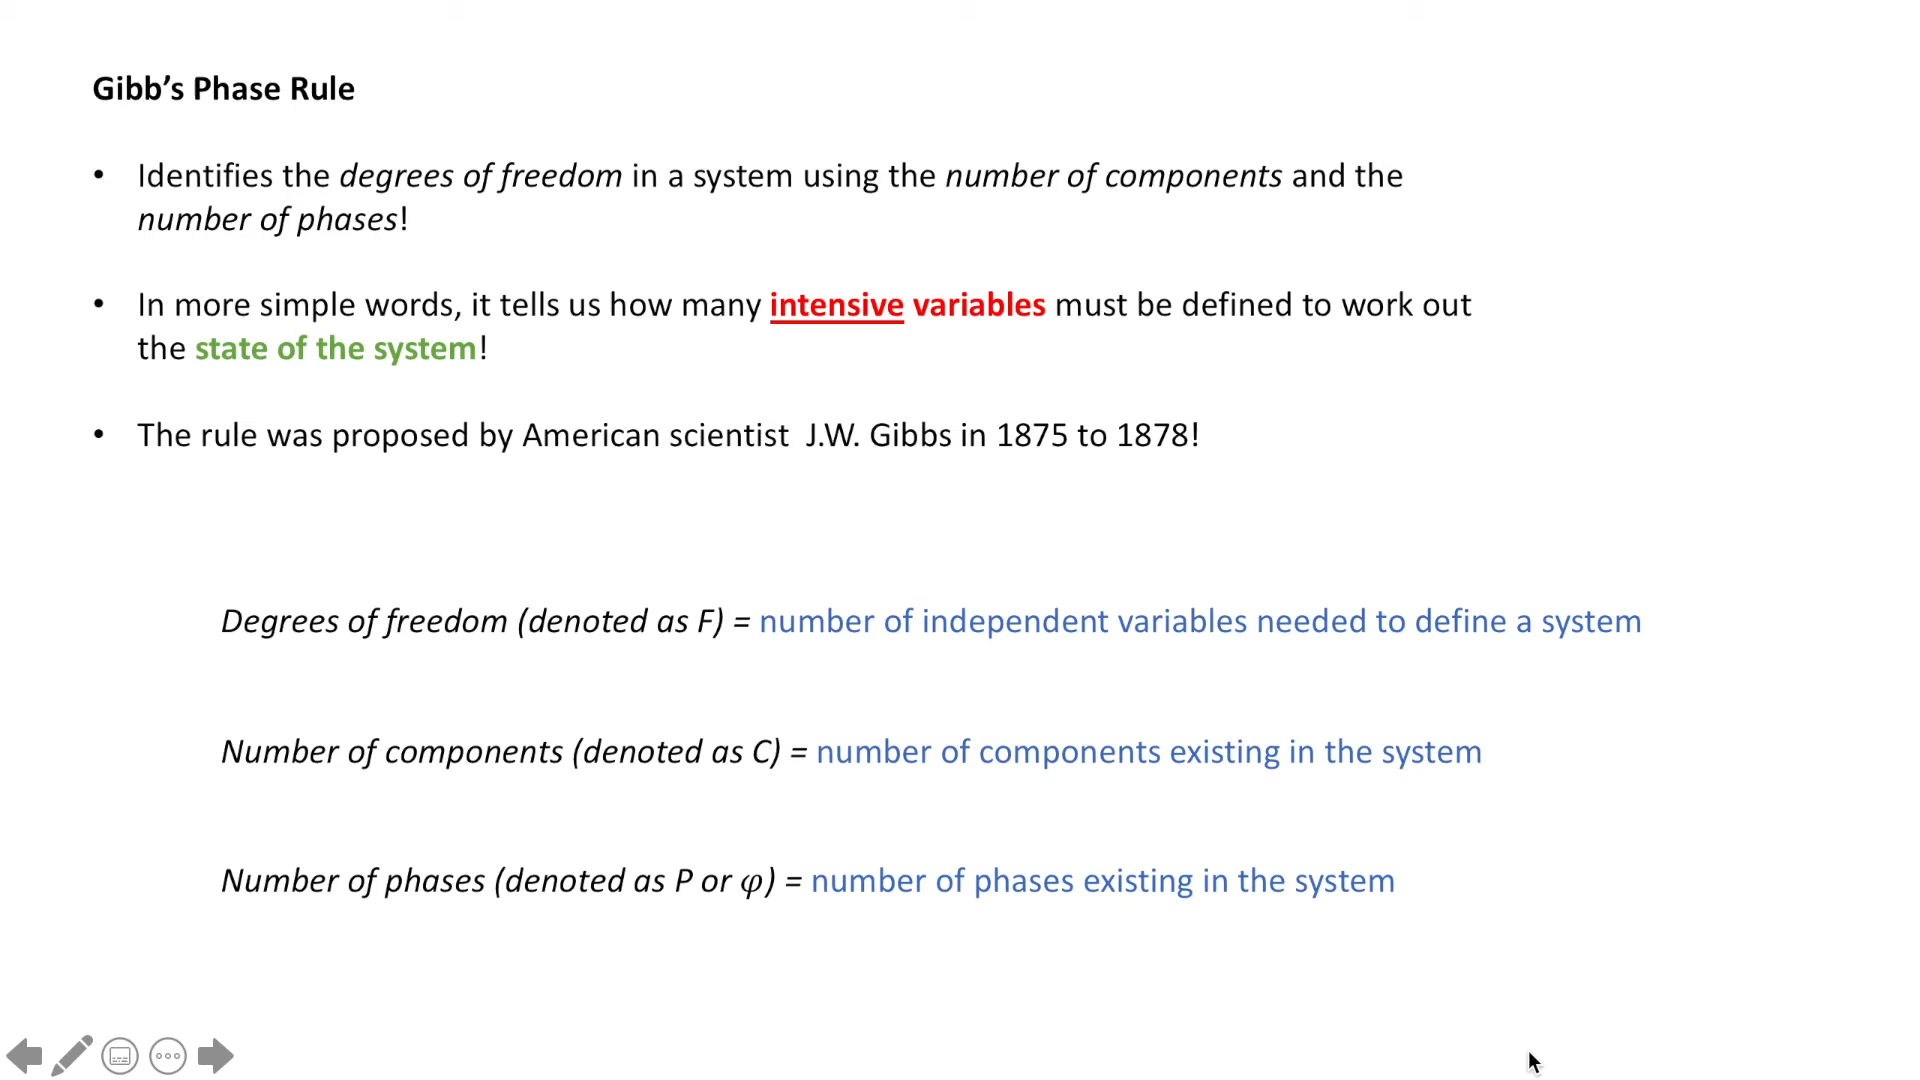 Gibb’s Phase Rule
• Identifies the degrees of freedom in a system using the number of components and the
number of phases!
• In more simple words, it tells us how many intensive variables must be defined to work out
the state of the system!
• The rule was proposed by American scientist  J.W. Gibbs in 1875 to 1878!
Degrees of freedom (denoted as F) = number of independent variables needed to define a system
Number of components (denoted as C) = number of components existing in the system
Number of phases (denoted as P or φ) = number of phases existing in the system